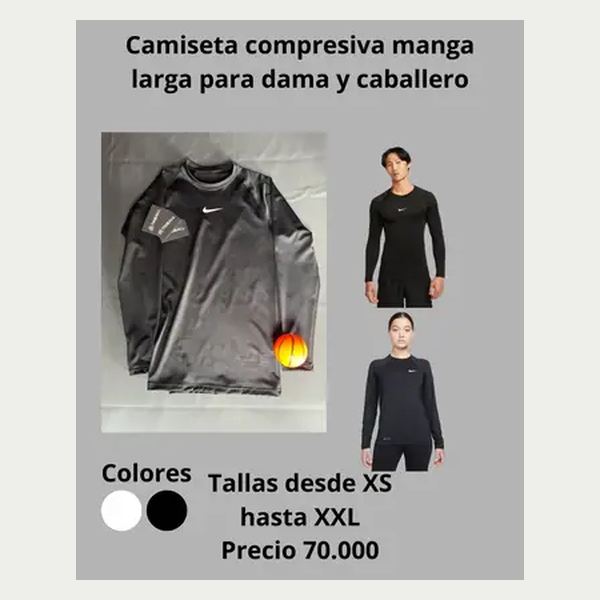 Camiseta compresiva manga
larga para dama y caballero
Colores
Tallas desde XS
hasta XXL
Precio 70.000